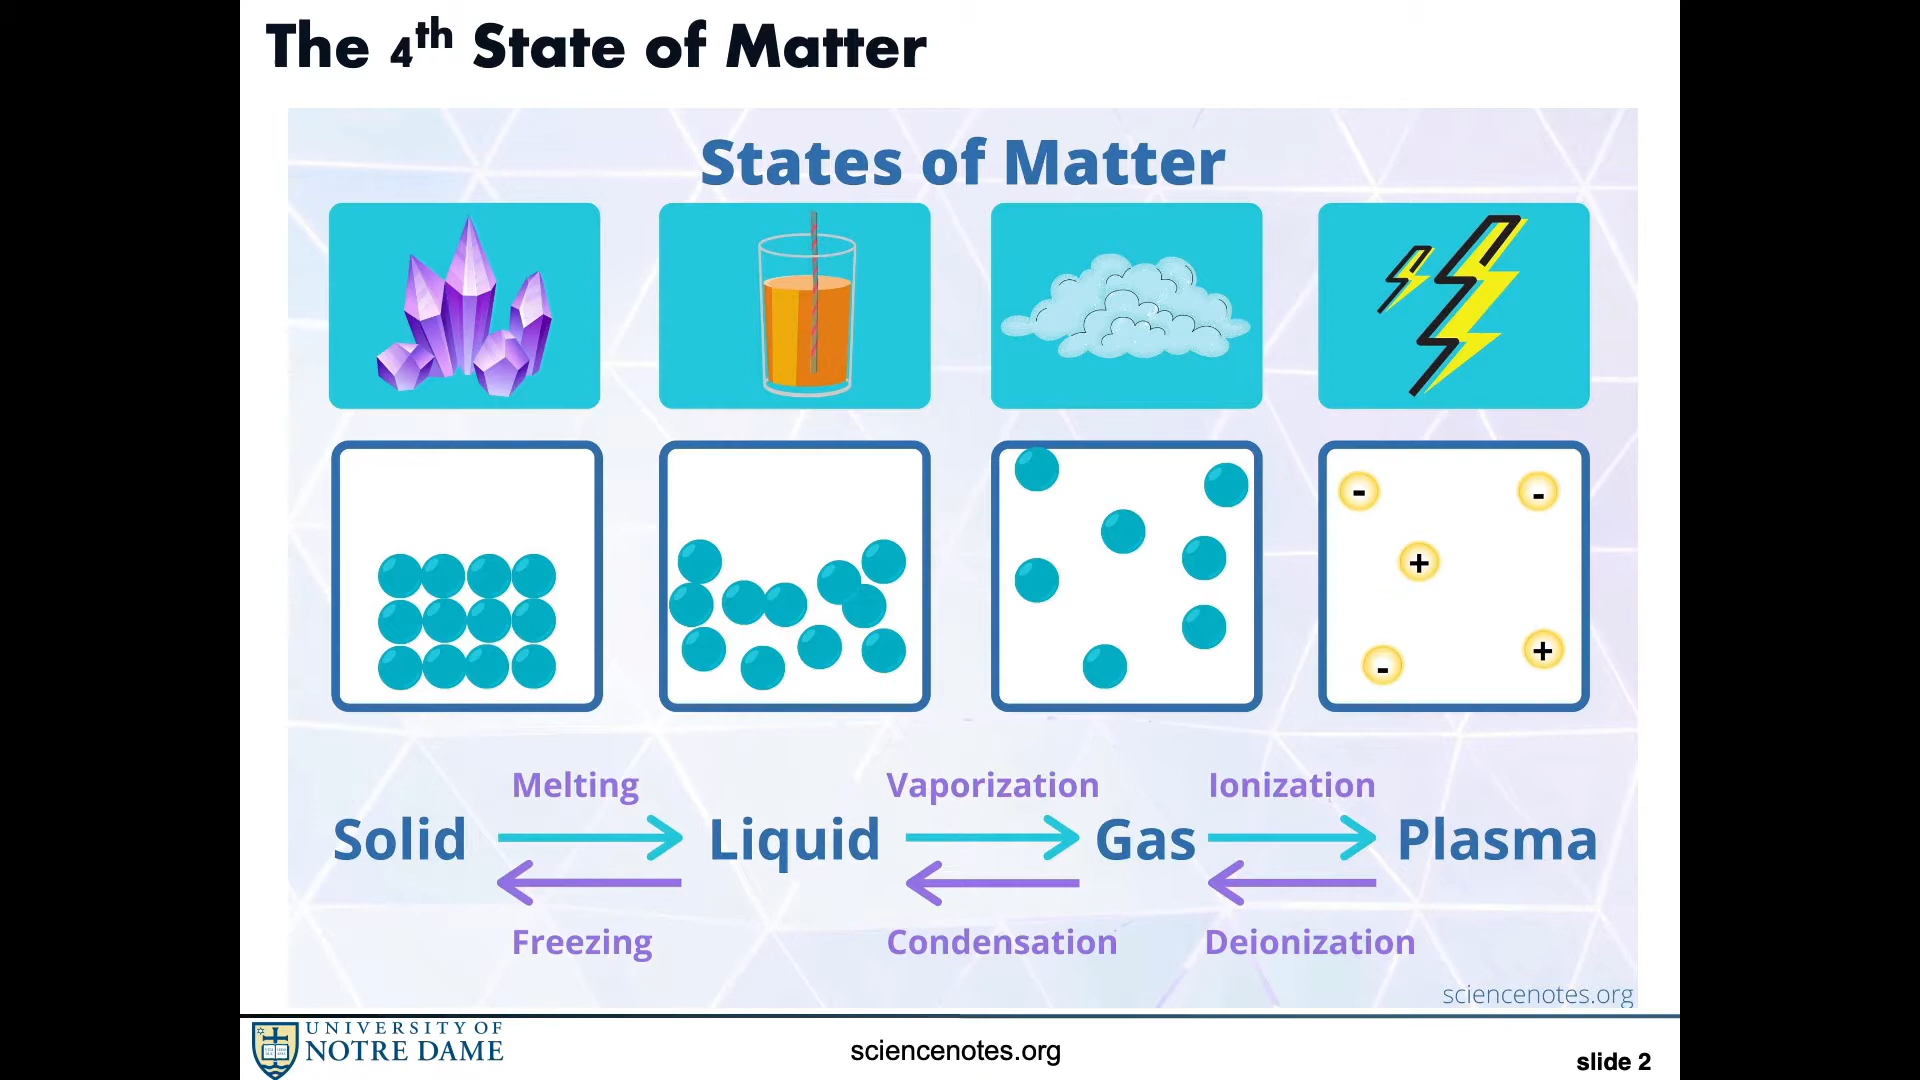 The 4th State of Matter
States of Matter
- -
+
- +
Melting Vaporization Ionization
Solid Liquid Gas Plasma
Freezing Condensation Deionization
sciencenotes.org
UNIVERSITY OF
NOTRE DAME
sciencenotes.org
slide 2